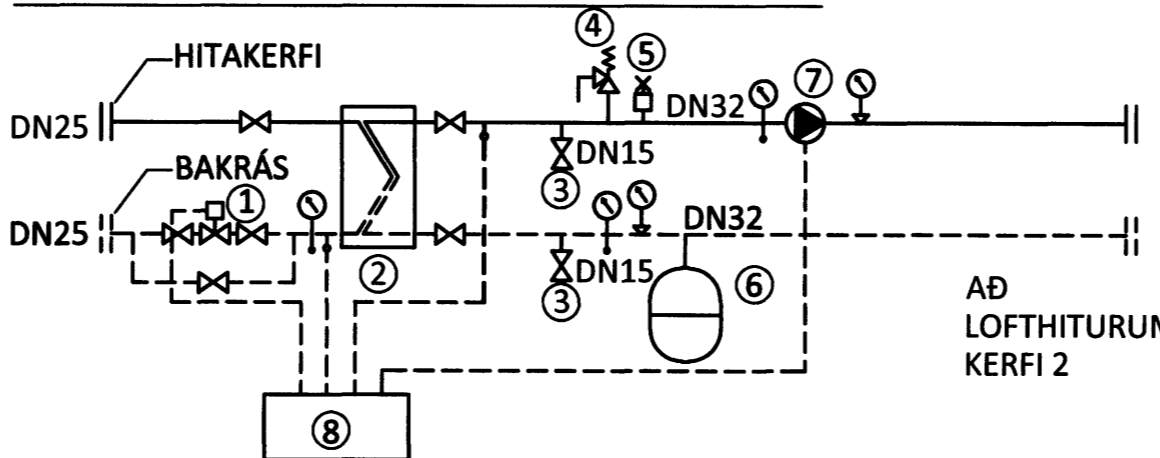 ④
⑤
⑦
HITAKERFI
DN25
DN32
DN15
③
BAKRÁS
①
DN25
DN32
②
DN15
③
⑥
AÐ
LOFTHITURUM
KERFI 2
⑧